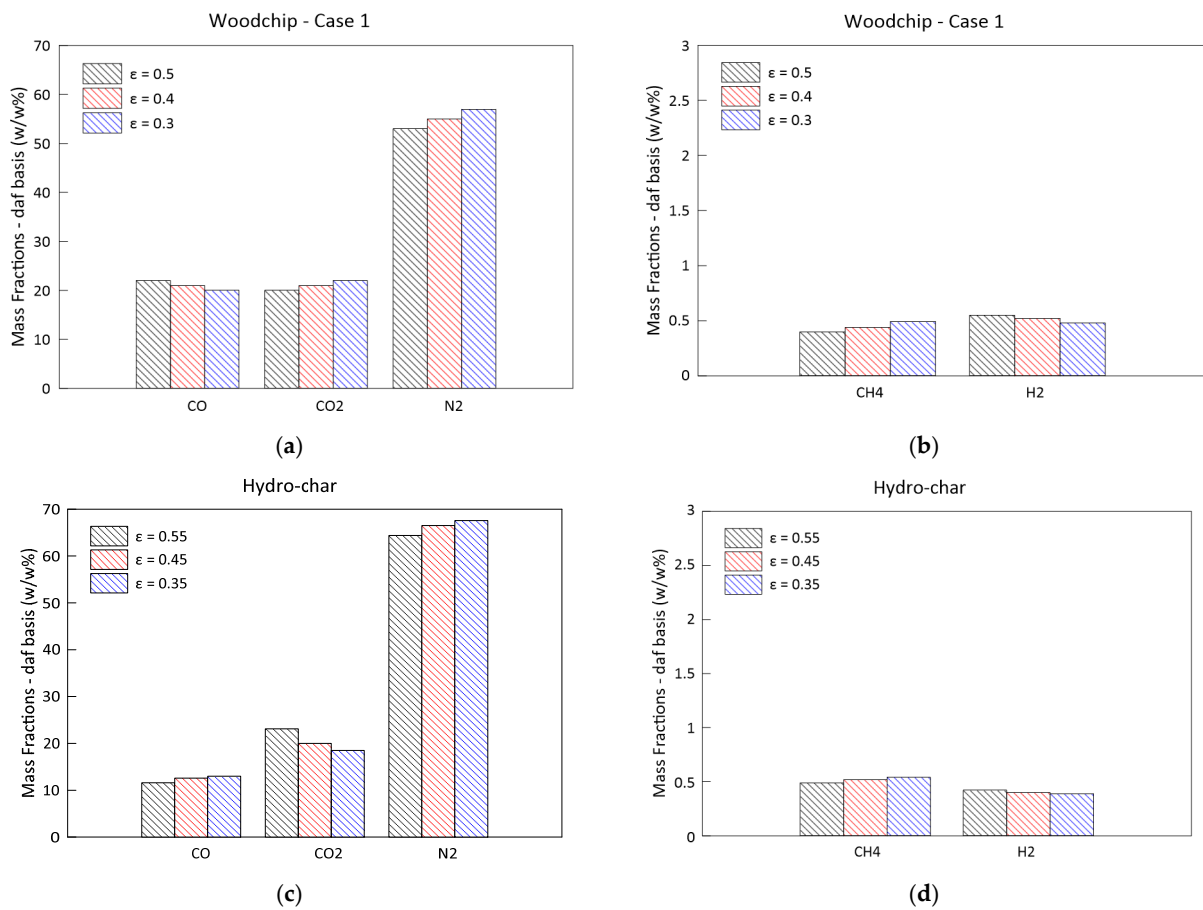 Woodchip - Case 1
Mass Fractions - daf basis (w/w%)
70
60
50
40
30
20
10
0
ε = 0.5
ε = 0.4
ε = 0.3
CO CO2 N2
(a)
Woodchip - Case 1
Mass Fractions - daf basis (w/w%)
3
2.5
2
1.5
1
0.5
0
ε = 0.5
ε = 0.4
ε = 0.3
CH4 H2
(b)
Hydro-char
Mass Fractions - daf basis (w/w%)
70
60
50
40
30
20
10
0
ε = 0.55
ε = 0.45
ε = 0.35
CO CO2 N2
(c)
Hydro-char
Mass Fractions - daf basis (w/w%)
3
2.5
2
1.5
1
0.5
0
ε = 0.55
ε = 0.45
ε = 0.35
CH4 H2
(d)